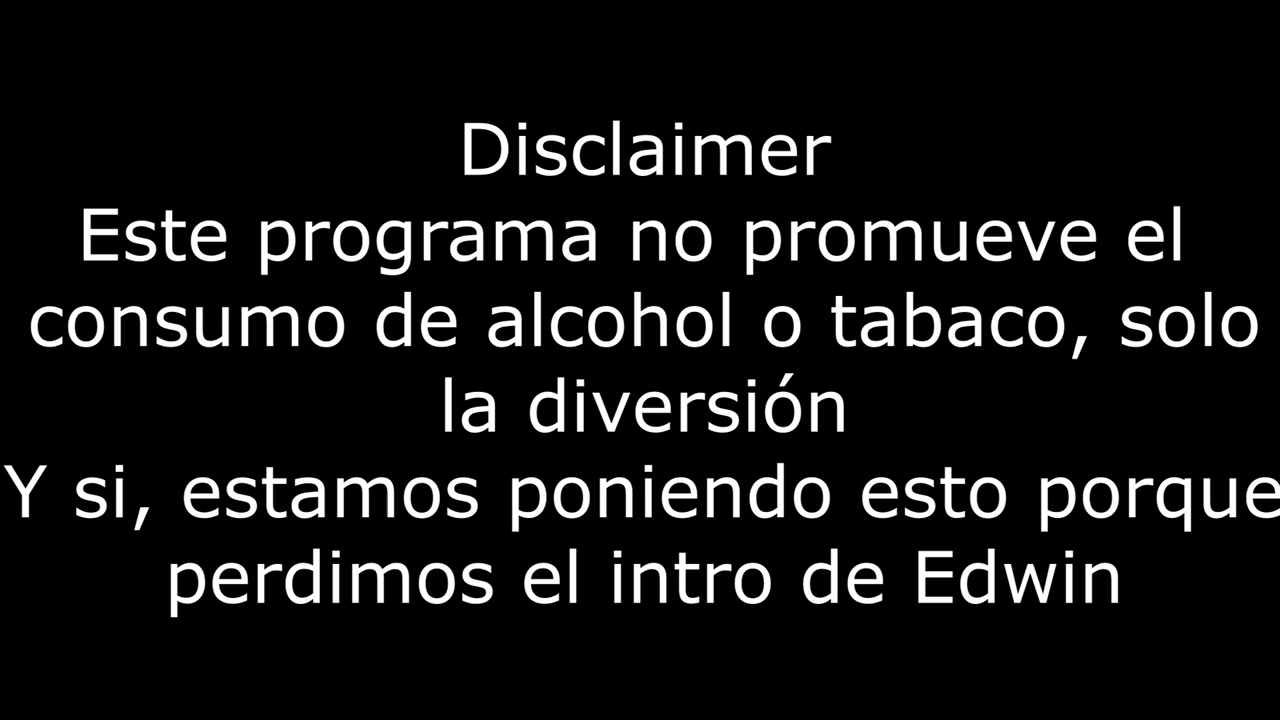 Disclaimer
Este programa no promueve el
consumo de alcohol o tabaco, solo
la diversión
Y si, estamos poniendo esto porque
perdimos el intro de Edwin